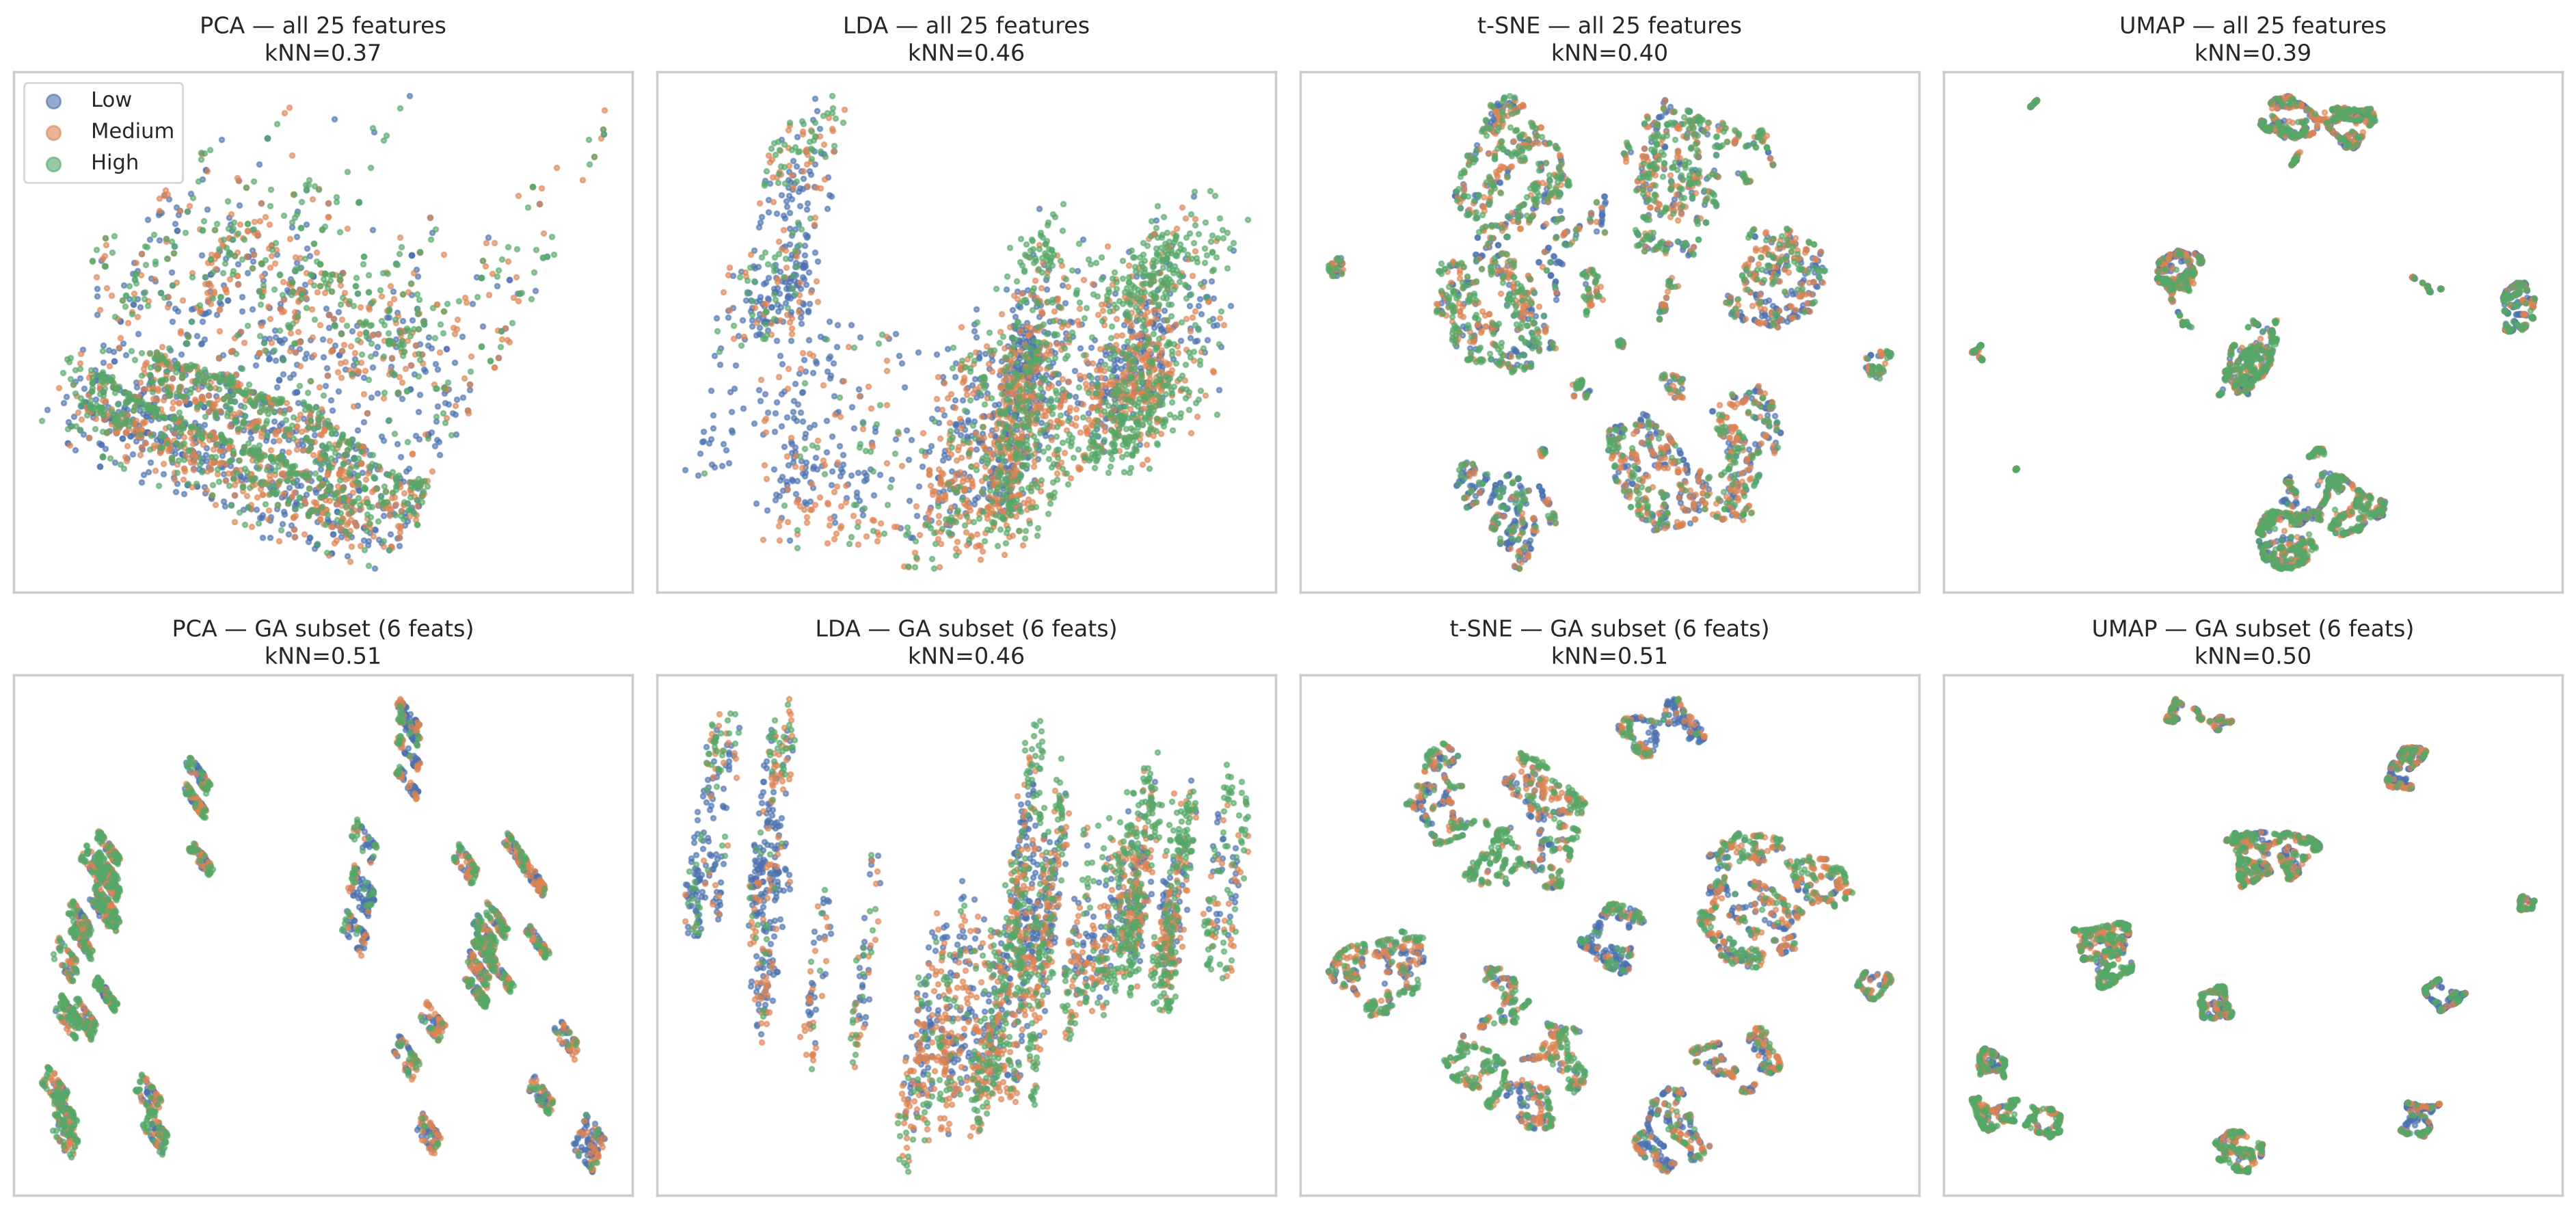 PCA — all 25 features
kNN=0.37
LDA — all 25 features
kNN=0.46
t-SNE — all 25 features
kNN=0.40
UMAP — all 25 features
kNN=0.39
Low
Medium
High
PCA — GA subset (6 feats)
kNN=0.51
LDA — GA subset (6 feats)
kNN=0.46
t-SNE — GA subset (6 feats)
kNN=0.51
UMAP — GA subset (6 feats)
kNN=0.50